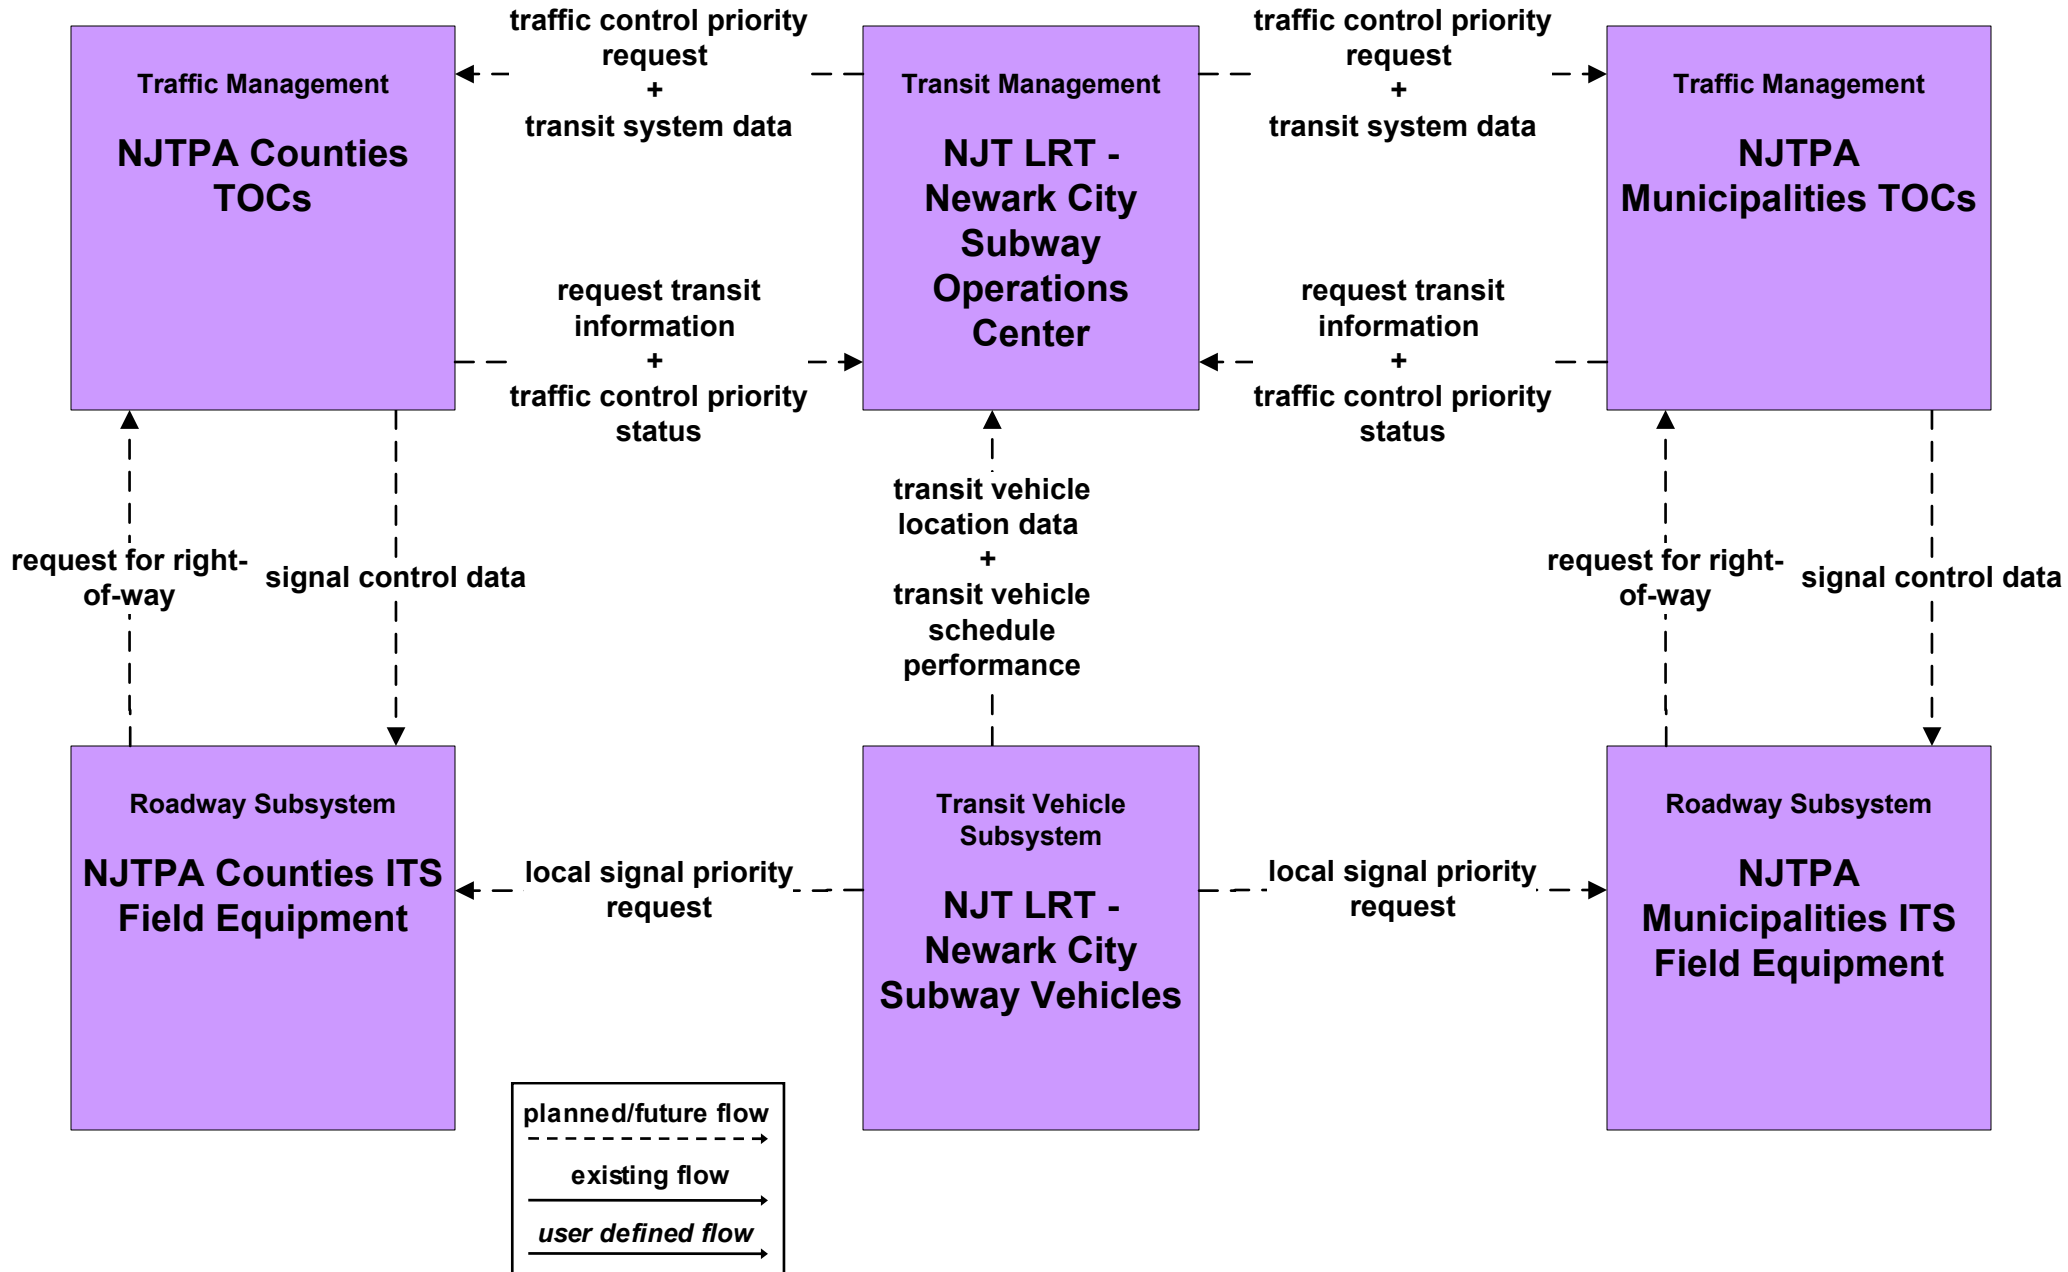 traffic control priority
request
+
transit system data
traffic control priority
request
+
transit system data
Traffic Management
NJTPA Counties
TOCs
Transit Management
NJT LRT -
Newark City
Subway
Operations
Center
Traffic Management
NJTPA
Municipalities TOCs
request transit
information
+
traffic control priority
status
request transit
information
+
traffic control priority
status
request for right-
of-way
signal control data
transit vehicle
location data
+
transit vehicle
schedule
performance
request for right-
of-way
signal control data
Roadway Subsystem
NJTPA Counties ITS
Field Equipment
local signal priority
request
Transit Vehicle
Subsystem
NJT LRT -
Newark City
Subway Vehicles
local signal priority
request
Roadway Subsystem
NJTPA
Municipalities ITS
Field Equipment
planned/future flow
existing flow
user defined flow